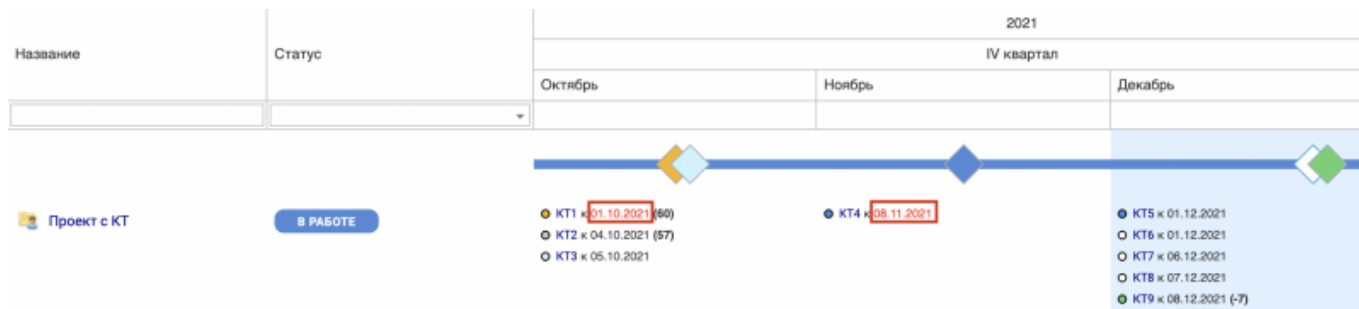 2021
Название Статус IV квартал
Октябрь Ноябрь Декабрь
Проект с КТ В РАБОТЕ
КТ1 к 01.10.2021 (60) КТ4 к 08.11.2021 КТ5 к 01.12.2021
КТ2 к 04.10.2021 (57) КТ6 к 01.12.2021
КТ3 к 05.10.2021 КТ7 к 06.12.2021
КТ8 к 07.12.2021
КТ9 к 08.12.2021 (-7)